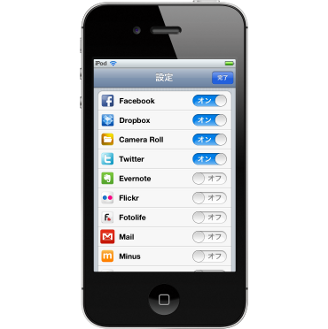 iPod
設定
完了
Facebook オン
Dropbox オン
Camera Roll オン
Twitter オン
Evernote オフ
Flickr オフ
Fotolife オフ
Mail オフ
Minus オフ